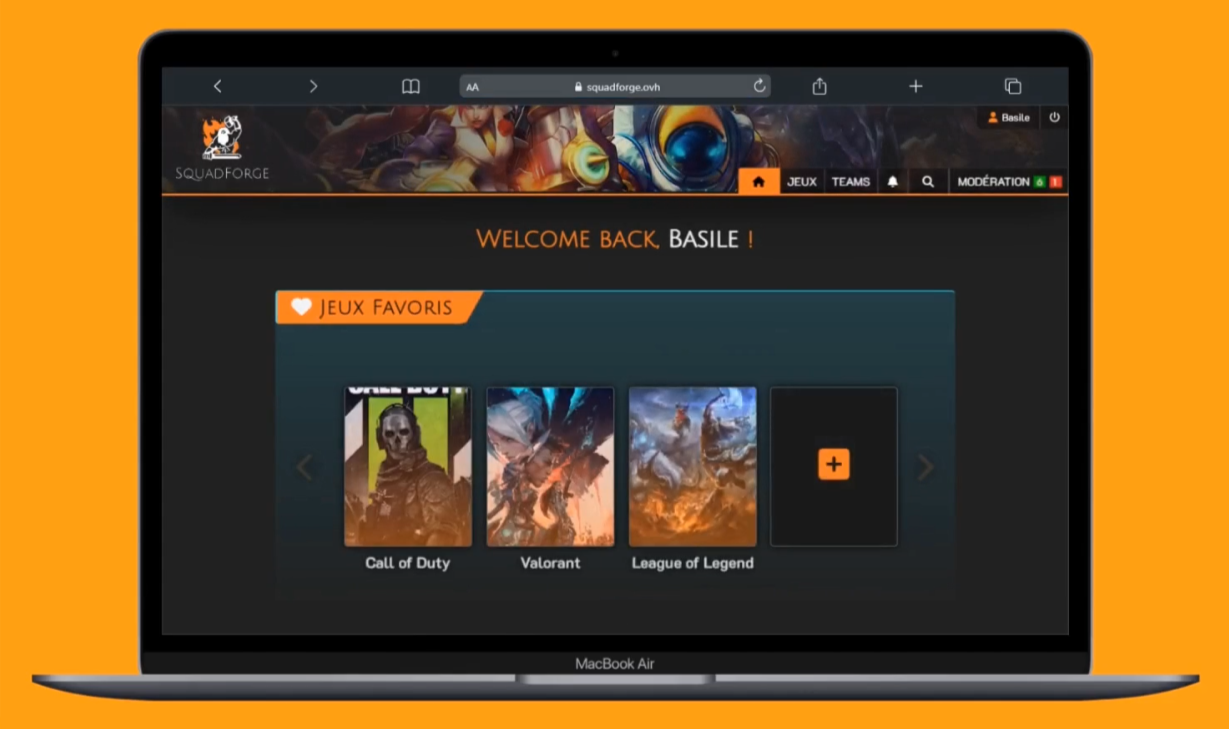 AA
squadforge.ovh
Basile
SQUADFORGE
JEUX
TEAMS
MODÉRATION 6 1
WELCOME BACK, BASILE !
JEUX FAVORIS
CALL OF DUTY
Call of Duty
Valorant
League of Legend
MacBook Air